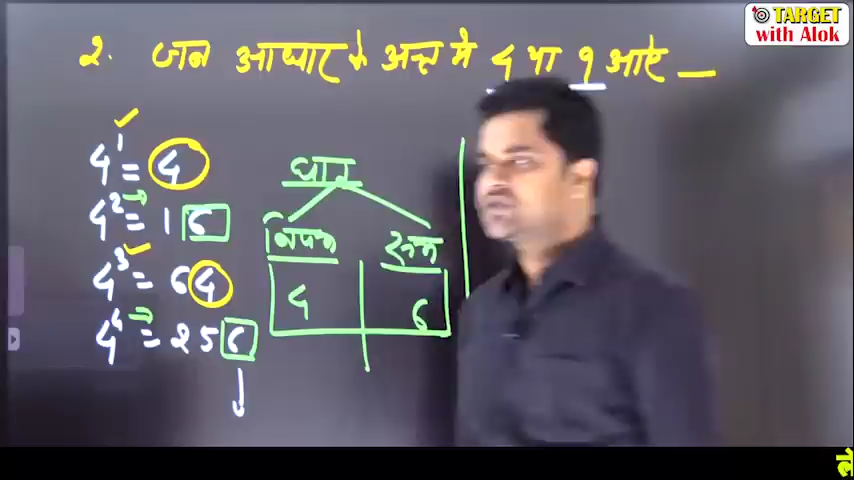 TARGET
with Alok
2. जब आधार के अन्त में 4 या 9 आए —
4¹ = 4
4² = 16
4³ = 64
4⁴ = 256
घात
विषम सम
4 6